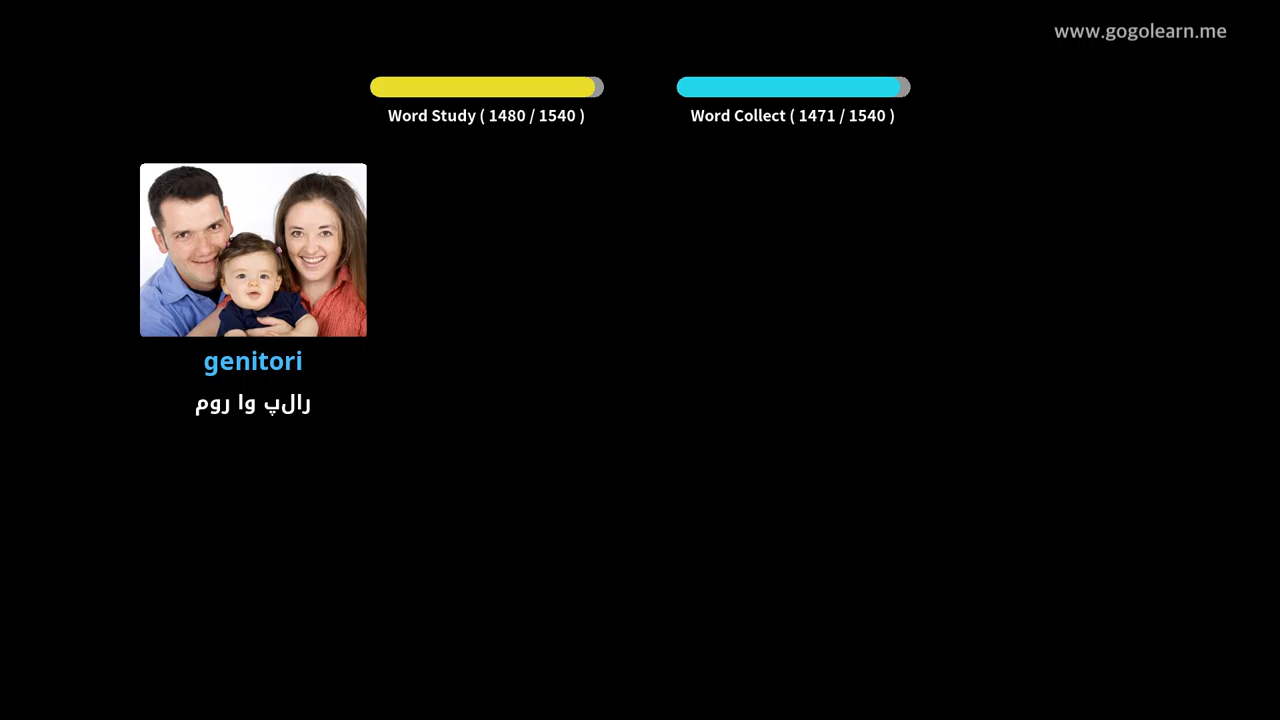 www.gogolearn.me
Word Study ( 1480 / 1540 )
Word Collect ( 1471 / 1540 )
genitori
رالپ وا روم